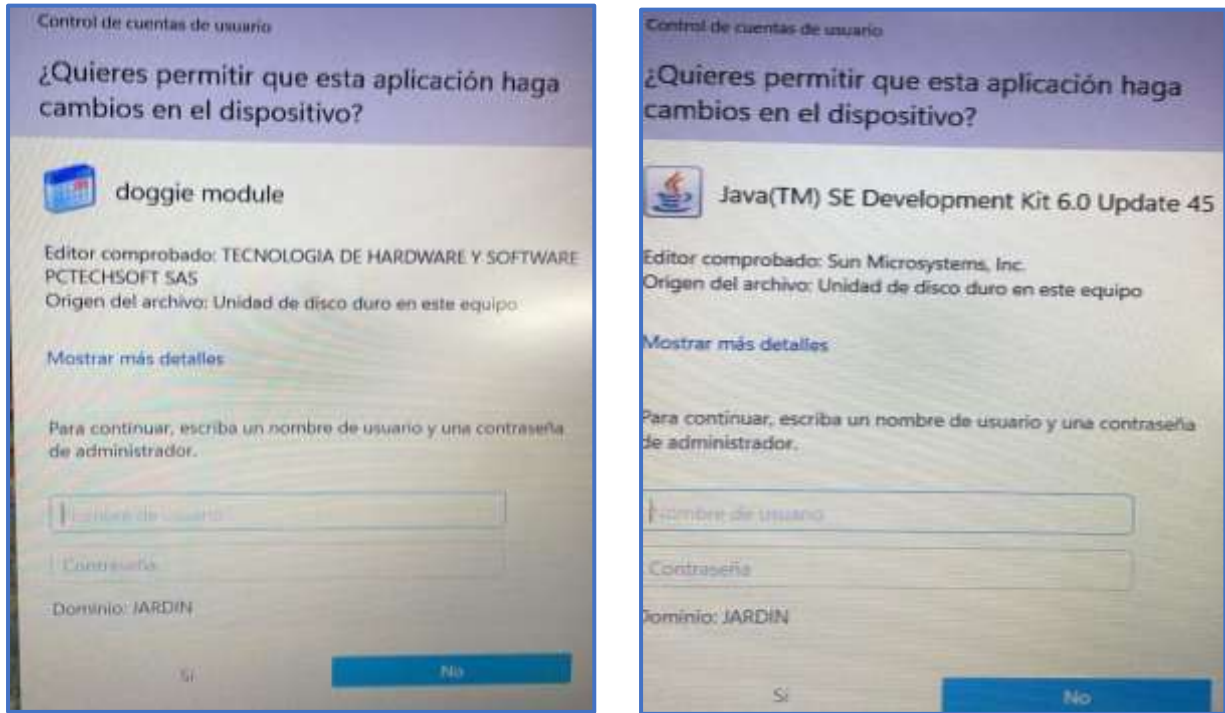 Control de cuentas de usuario
¿Quieres permitir que esta aplicación haga
cambios en el dispositivo?
doggie module
Editor comprobado: TECNOLOGIA DE HARDWARE Y SOFTWARE
PCTECHSOFT SAS
Origen del archivo: Unidad de disco duro en este equipo
Mostrar más detalles
Para continuar, escriba un nombre de usuario y una contraseña
de administrador.
Nombre de usuario
Contraseña
Dominio: JARDIN
Sí
No
Control de cuentas de usuario
¿Quieres permitir que esta aplicación haga
cambios en el dispositivo?
Java(TM) SE Development Kit 6.0 Update 45
Editor comprobado: Sun Microsystems, Inc.
Origen del archivo: Unidad de disco duro en este equipo
Mostrar más detalles
Para continuar, escriba un nombre de usuario y una contraseña
de administrador.
Nombre de usuario
Contraseña
Dominio: JARDIN
Sí
No